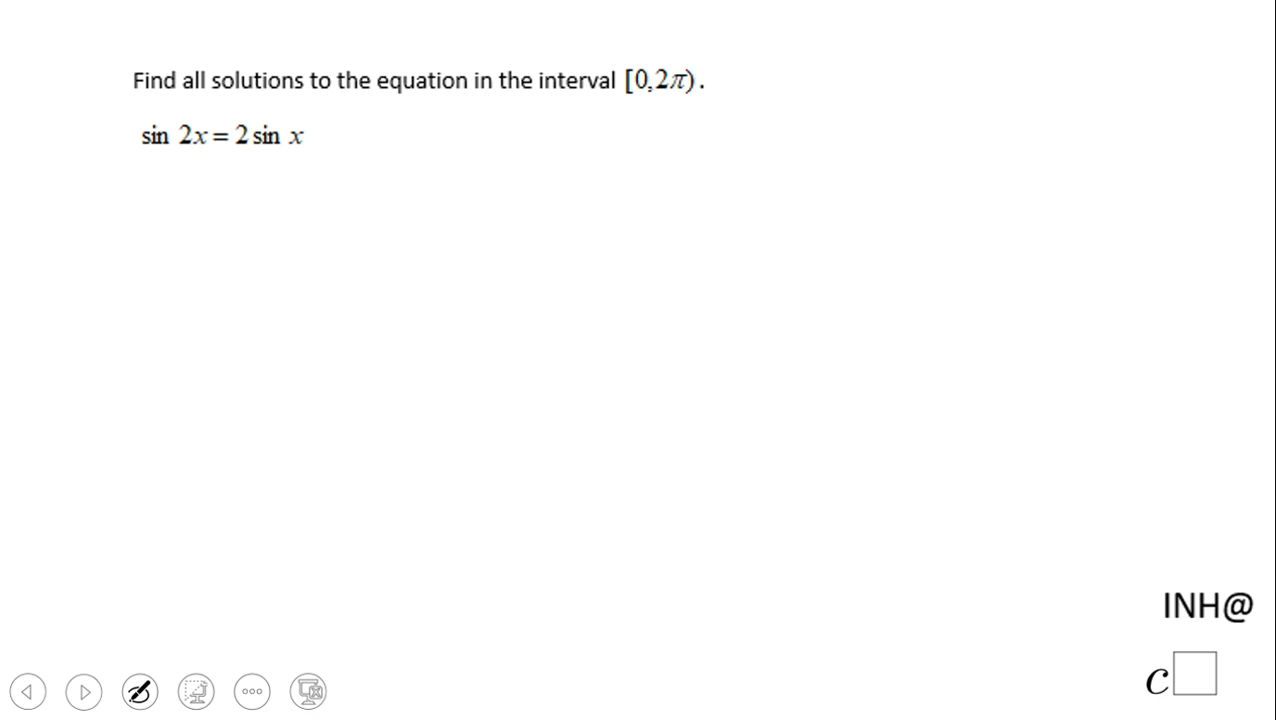 Find all solutions to the equation in the interval [0,2π).
sin 2x = 2 sin x
INH@
c